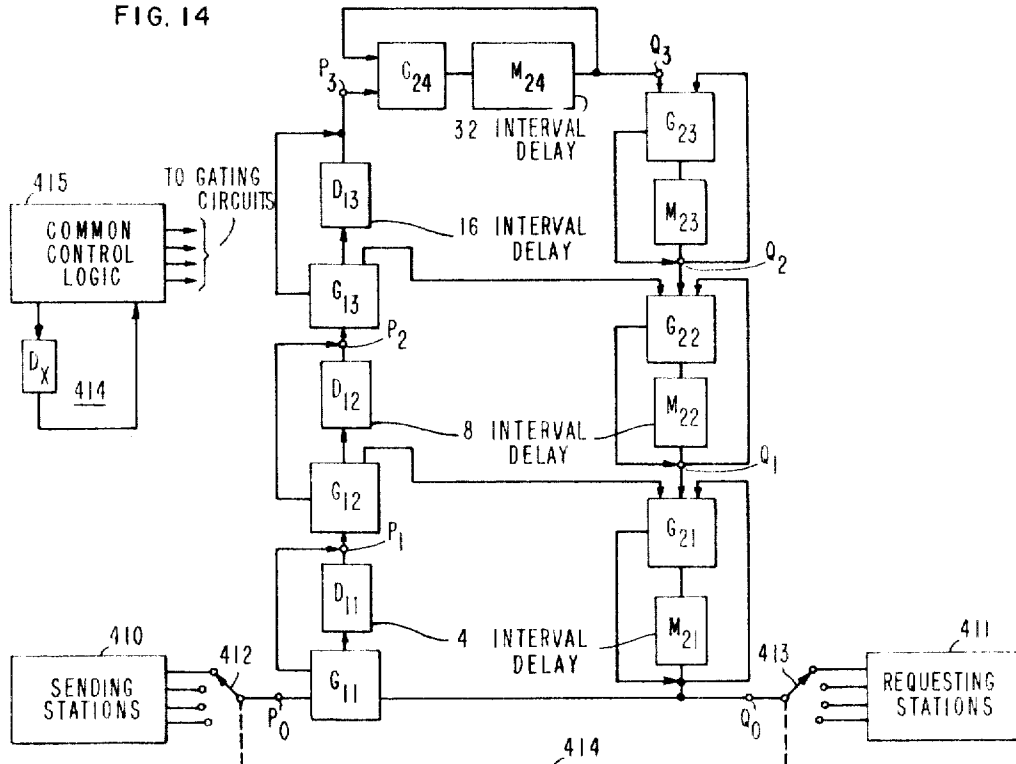 FIG. 14
P3
G24
M24
Q3
32 INTERVAL
DELAY
G23
415
TO GATING
CIRCUITS
COMMON
CONTROL
LOGIC
D13
16 INTERVAL
DELAY
M23
Q2
G13
G22
P2
DX
414
D12
8 INTERVAL
DELAY
M22
Q1
G12
G21
P1
D11
4
INTERVAL
DELAY
M21
410
412
413
411
SENDING
STATIONS
P0
G11
Q0
REQUESTING
STATIONS
414